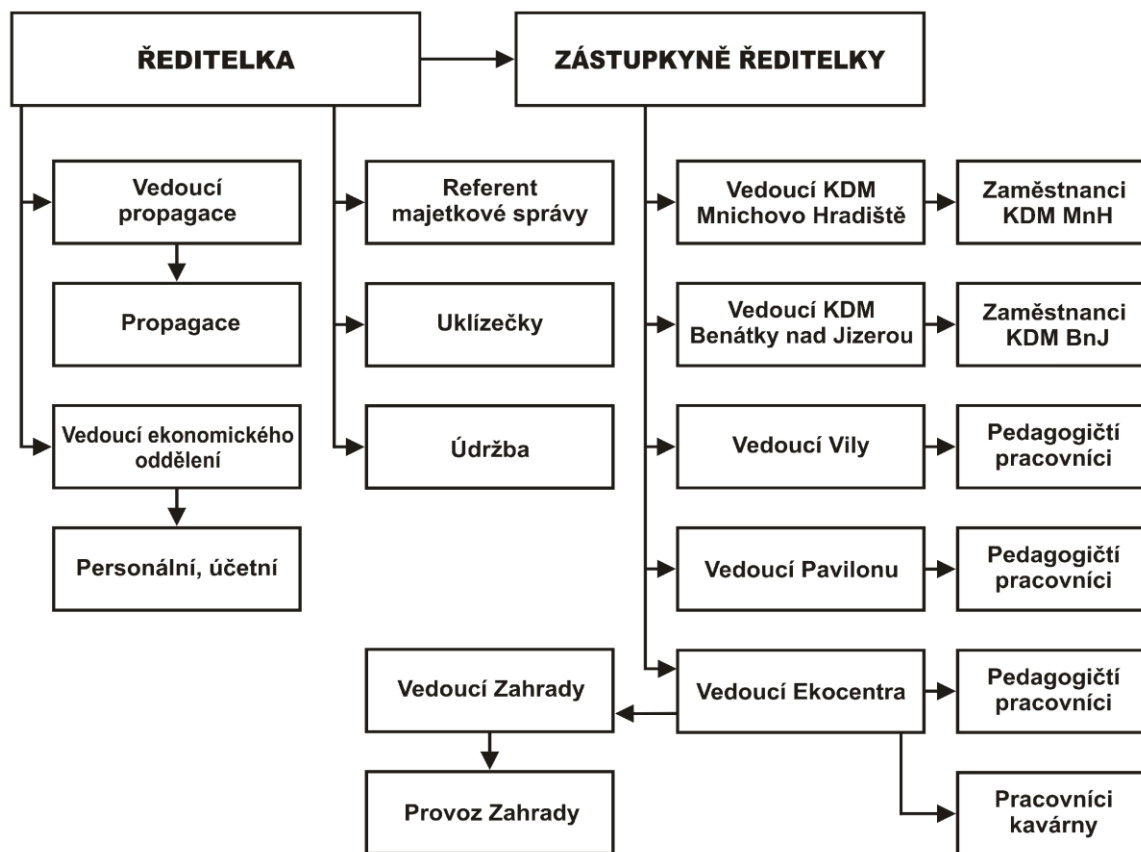 ŘEDITELKA
ZÁSTUPKYNĚ ŘEDITELKY
Vedoucí
propagace
Referent
majetkové správy
Vedoucí KDM
Mnichovo Hradiště
Zaměstnanci
KDM MnH
Propagace
Uklízečky
Vedoucí KDM
Benátky nad Jizerou
Zaměstnanci
KDM BnJ
Vedoucí ekonomického
oddělení
Údržba
Vedoucí Vily
Pedagogičtí
pracovníci
Personální, účetní
Vedoucí Pavilonu
Pedagogičtí
pracovníci
Vedoucí Zahrady
Vedoucí Ekocentra
Pedagogičtí
pracovníci
Provoz Zahrady
Pracovníci
kavárny